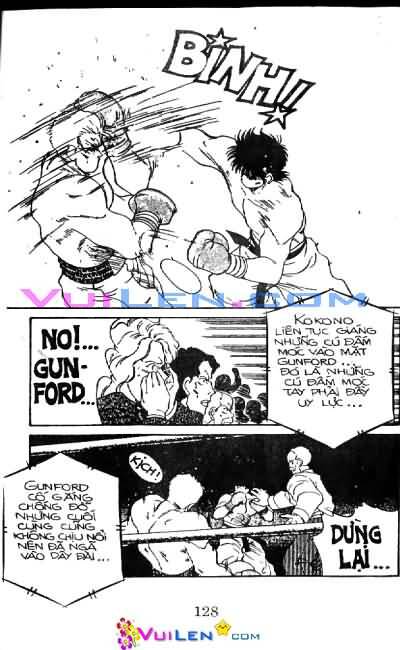 BINH!!
VUILEN.COM
KOKONO
LIÊN TỤC GIÁNG
NHỮNG CÚ ĐẤM
MÓC VÀO MẶT
GUNFORD...
ĐÓ LÀ NHỮNG
CÚ ĐẤM MÓC
TAY PHẢI ĐẦY
UY LỰC...
NO!...
GUN-
FORD...
KỊCH!
GUNFORD
CỐ GẮNG
CHỐNG ĐỠ
NHƯNG CUỐI
CÙNG CŨNG
KHÔNG CHỊU NỔI
NÊN ĐÃ NGÃ
VÀO DÂY ĐÀI...
DỪNG
LẠI...
128
VUILEN.COM